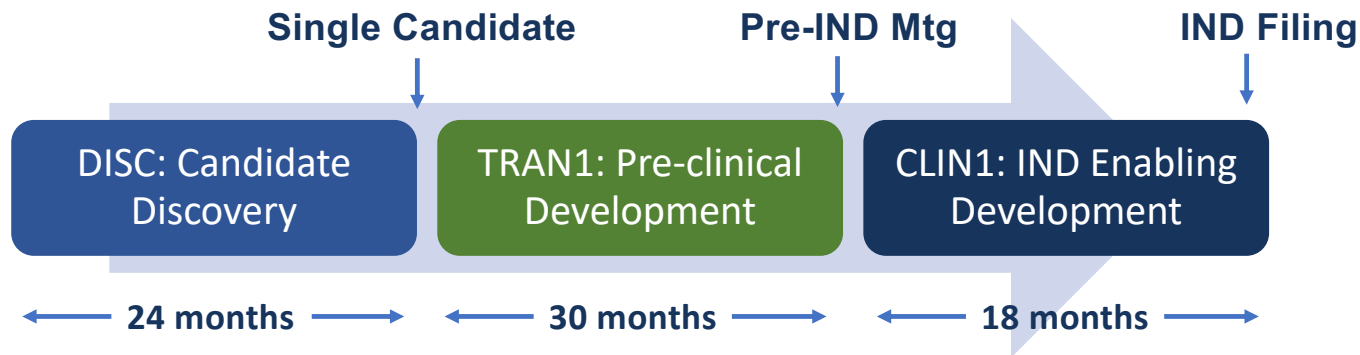 Single Candidate
Pre-IND Mtg
IND Filing
DISC: Candidate
Discovery
TRAN1: Pre-clinical
Development
CLIN1: IND Enabling
Development
24 months
30 months
18 months